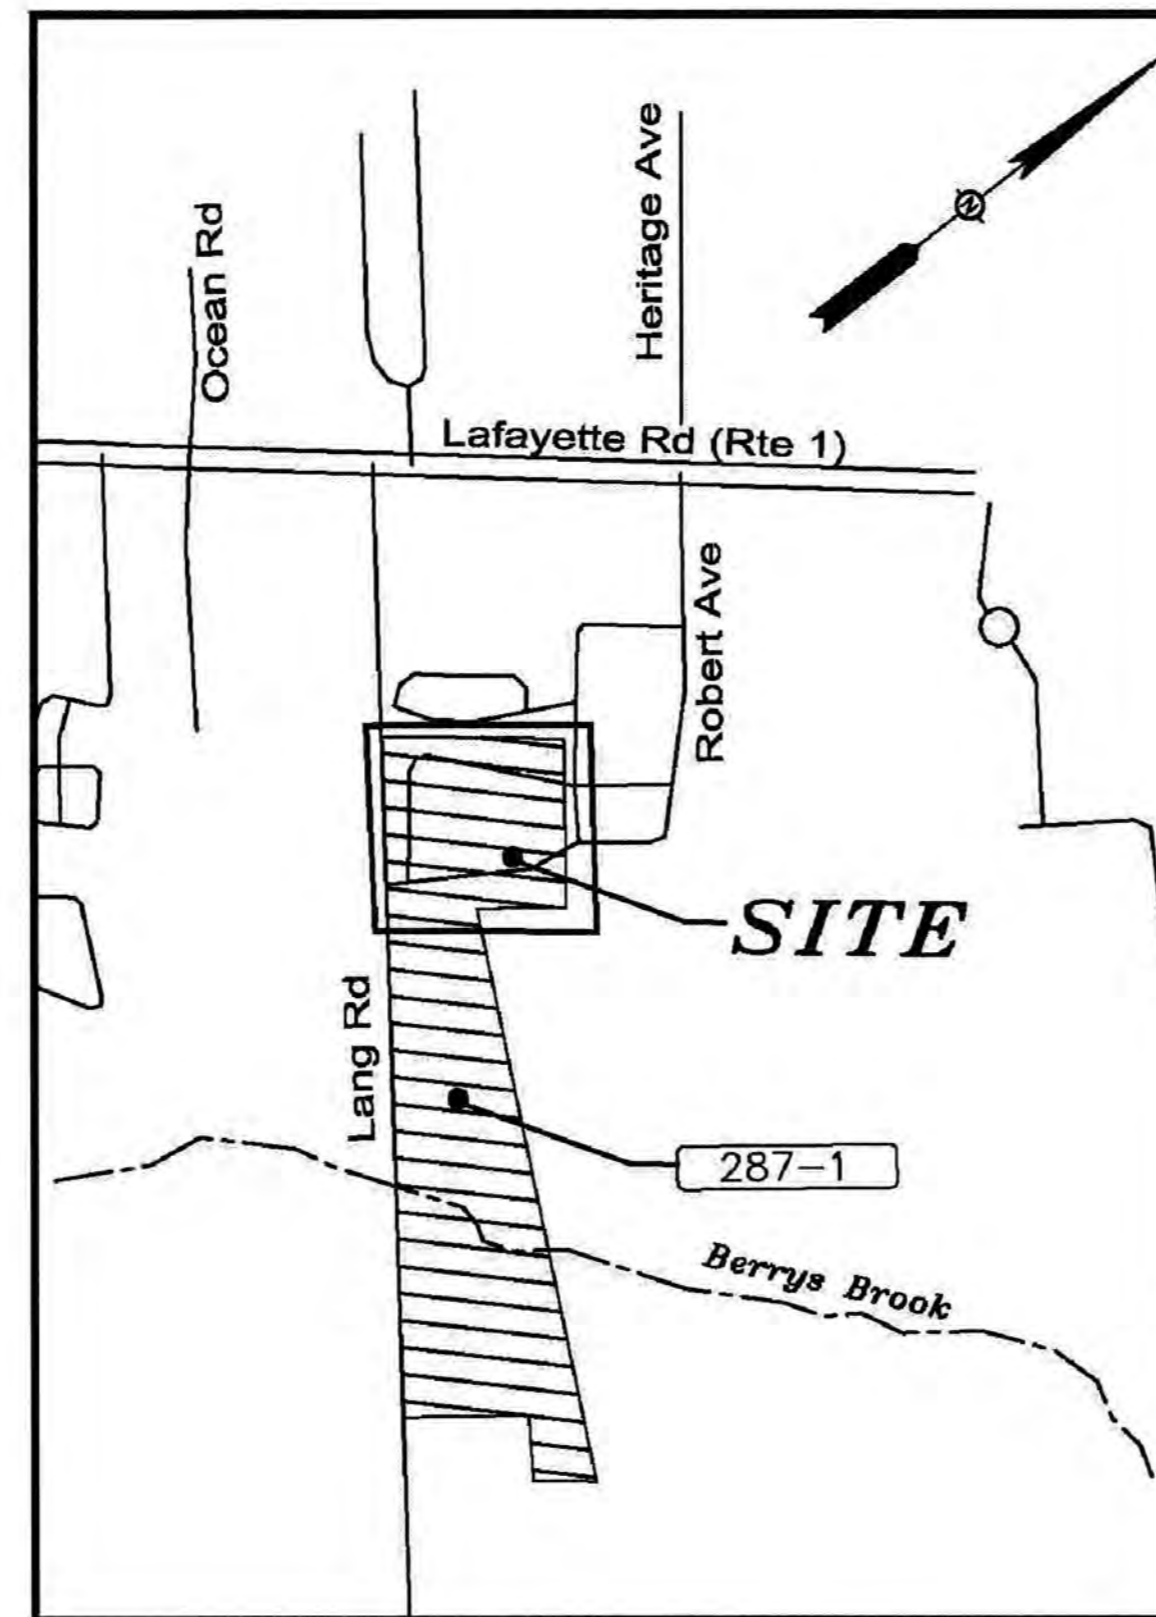 Heritage Ave
Ocean Rd
N
Lafayette Rd (Rte 1)
Robert Ave
SITE
Lang Rd
287-1
Berrys Brook